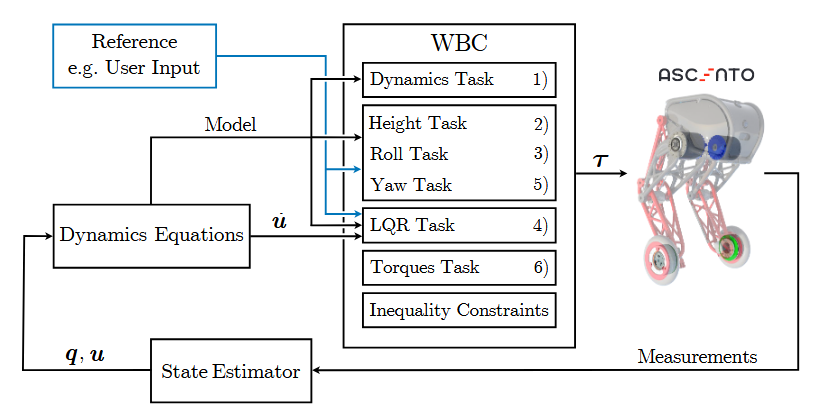 Reference
e.g. User Input
WBC
Dynamics Task 1)
Model
Height Task 2)
Roll Task 3)
Yaw Task 5)
LQR Task 4)
Torques Task 6)
Inequality Constraints
Dynamics Equations
u̇
τ
ASCENTO
q, u
State Estimator
Measurements